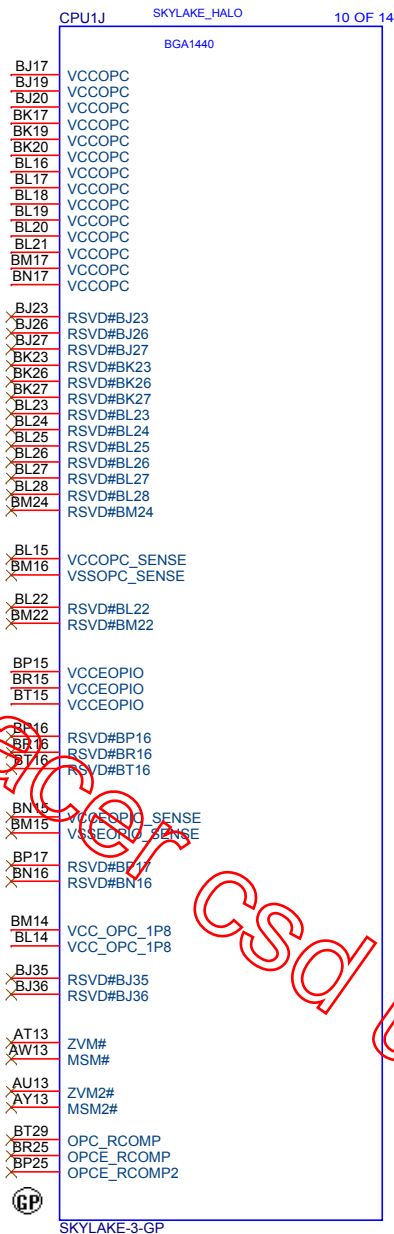 CPU1J SKYLAKE_HALO 10 OF 14
BGA1440
BJ17 VCCOPC
BJ19 VCCOPC
BJ20 VCCOPC
BK17 VCCOPC
BK19 VCCOPC
BK20 VCCOPC
BL16 VCCOPC
BL17 VCCOPC
BL18 VCCOPC
BL19 VCCOPC
BL20 VCCOPC
BL21 VCCOPC
BM17 VCCOPC
BN17 VCCOPC
BJ23 RSVD#BJ23
BJ26 RSVD#BJ26
BJ27 RSVD#BJ27
BK23 RSVD#BK23
BK26 RSVD#BK26
BK27 RSVD#BK27
BL23 RSVD#BL23
BL24 RSVD#BL24
BL25 RSVD#BL25
BL26 RSVD#BL26
BL27 RSVD#BL27
BL28 RSVD#BL28
BM24 RSVD#BM24
BL15 VCCOPC_SENSE
BM16 VSSOPC_SENSE
BL22 RSVD#BL22
BM22 RSVD#BM22
BP15 VCCEOPIO
BR15 VCCEOPIO
BT15 VCCEOPIO
BP16 RSVD#BP16
BR16 RSVD#BR16
BT16 RSVD#BT16
BN15 VCCEOPIO_SENSE
BM15 VSSEOPIO_SENSE
BP17 RSVD#BP17
BN16 RSVD#BN16
BM14 VCC_OPC_1P8
BL14 VCC_OPC_1P8
BJ35 RSVD#BJ35
BJ36 RSVD#BJ36
AT13 ZVM#
AW13 MSM#
AU13 ZVM2#
AY13 MSM2#
BT29 OPC_RCOMP
BR25 OPCE_RCOMP
BP25 OPCE_RCOMP2
GP
SKYLAKE-3-GP
acer csd